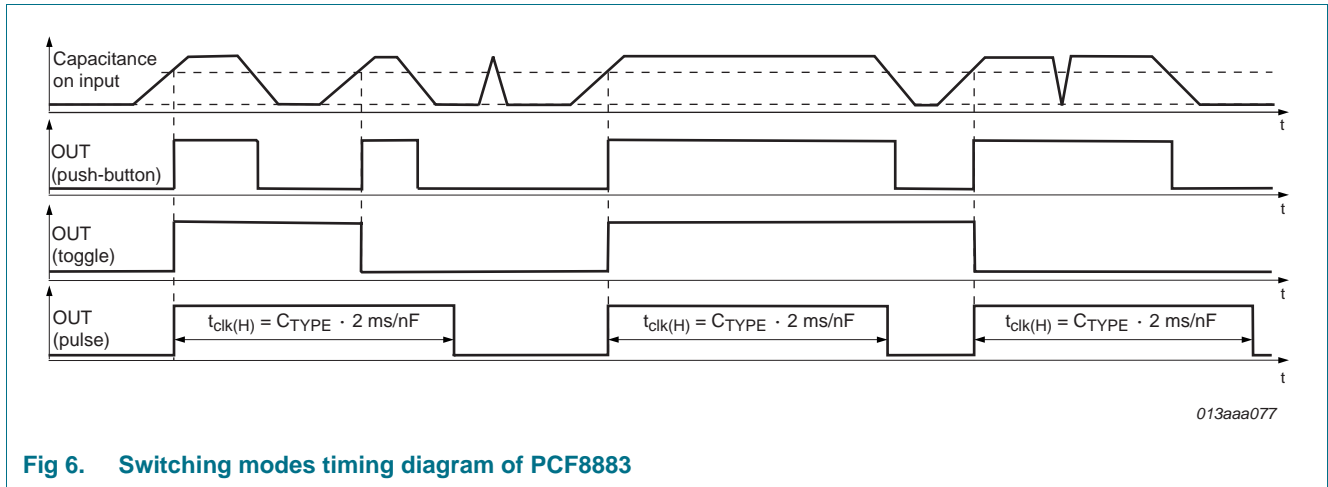 Capacitance
on input
t
OUT
(push-button)
t
OUT
(toggle)
t
OUT
(pulse)
tclk(H) = CTYPE · 2 ms/nF
tclk(H) = CTYPE · 2 ms/nF
tclk(H) = CTYPE · 2 ms/nF
t
013aaa077
Fig 6. Switching modes timing diagram of PCF8883